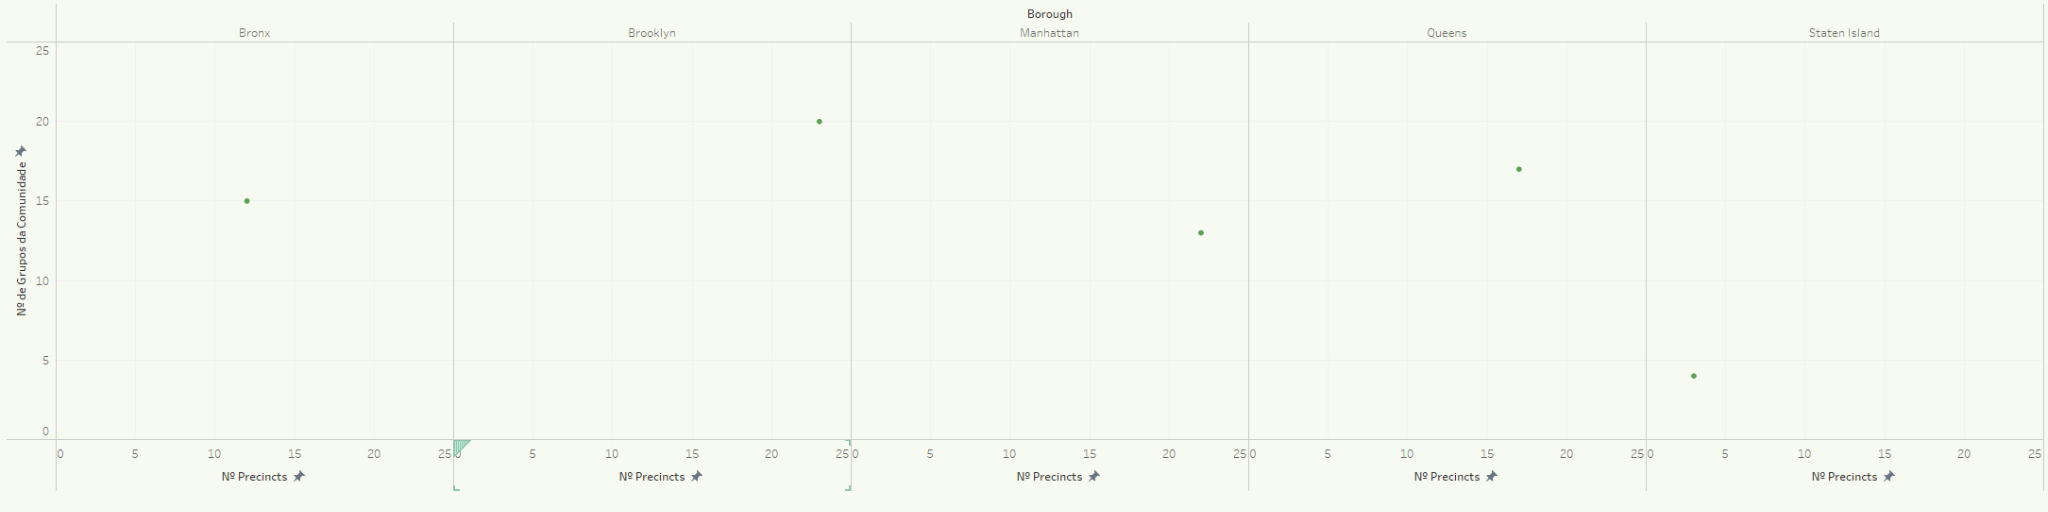 Borough
Bronx Brooklyn Manhattan Queens Staten Island
25
20
15
10
5
0
Nº de Grupos da Comunidade
0 5 10 15 20 25 0 5 10 15 20 25 0 5 10 15 20 25 0 5 10 15 20 25 0 5 10 15 20 25
Nº Precincts Nº Precincts Nº Precincts Nº Precincts Nº Precincts